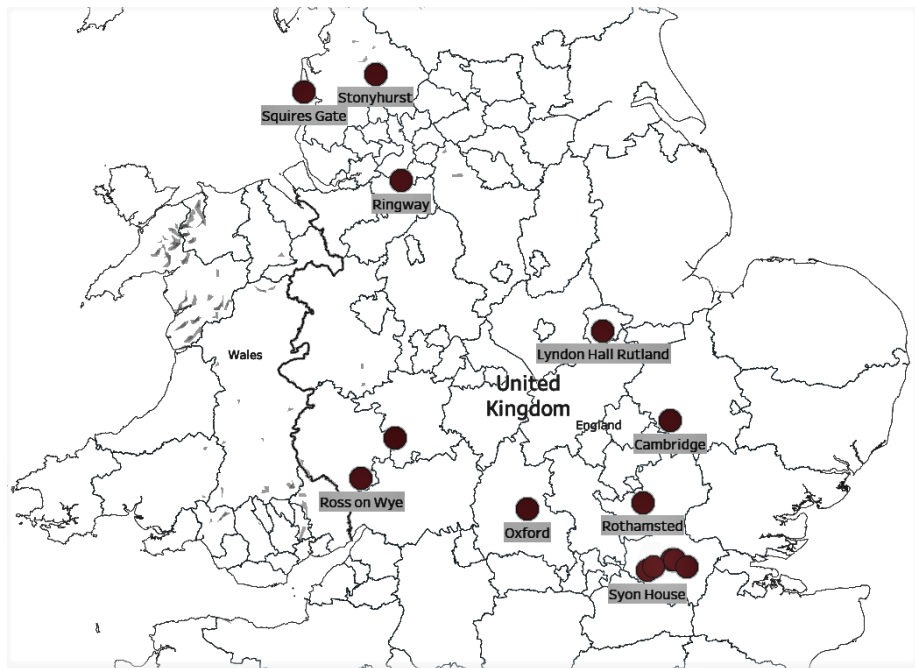 Stonyhurst
Squires Gate
Ringway
Lyndon Hall Rutland
Wales
United
Kingdom
England
Cambridge
Ross on Wye
Oxford
Rothamsted
Syon House